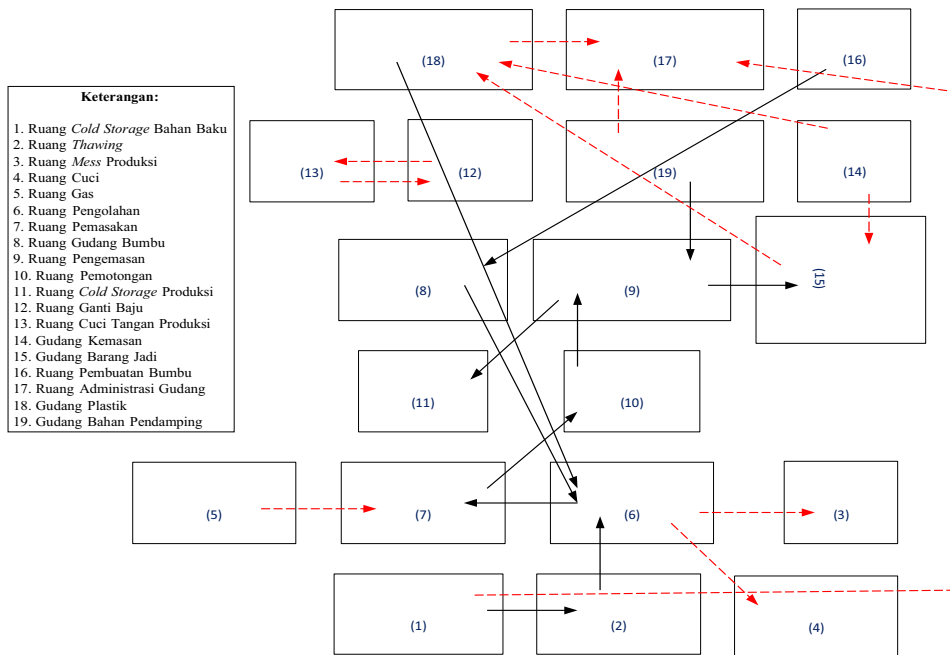 (18)
(17)
(16)
Keterangan:
1. Ruang Cold Storage Bahan Baku
2. Ruang Thawing
3. Ruang Mess Produksi
4. Ruang Cuci
5. Ruang Gas
6. Ruang Pengolahan
7. Ruang Pemasakan
8. Ruang Gudang Bumbu
9. Ruang Pengemasan
10. Ruang Pemotongan
11. Ruang Cold Storage Produksi
12. Ruang Ganti Baju
13. Ruang Cuci Tangan Produksi
14. Gudang Kemasan
15. Gudang Barang Jadi
16. Ruang Pembuatan Bumbu
17. Ruang Administrasi Gudang
18. Gudang Plastik
19. Gudang Bahan Pendamping
(13)
(12)
(19)
(14)
(8)
(9)
(15)
(11)
(10)
(5)
(7)
(6)
(3)
(1)
(2)
(4)